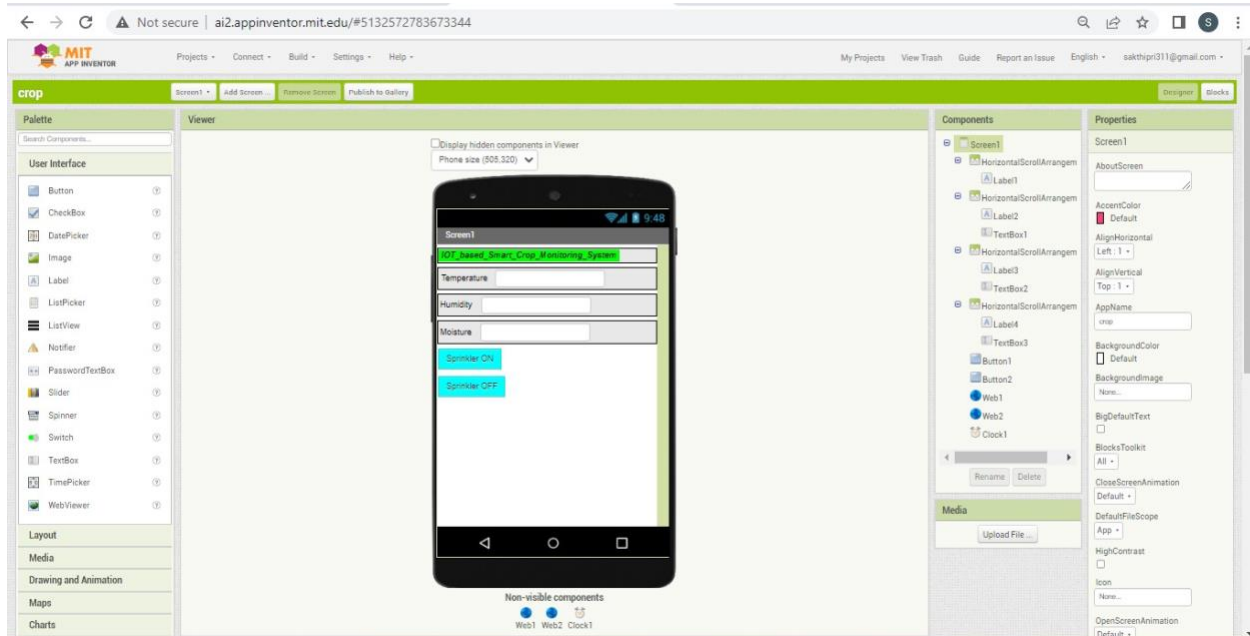 Not secure | ai2.appinventor.mit.edu/#5132572783673344 S
MIT APP INVENTOR Projects Connect Build Settings Help My Projects View Trash Guide Report an Issue English sakthipri311@gmail.com
crop Screen1 Add Screen ... Remove Screen Publish to Gallery Designer Blocks
Palette
Search Components...
User Interface
Button
CheckBox
DatePicker
Image
Label
ListPicker
ListView
Notifier
PasswordTextBox
Slider
Spinner
Switch
TextBox
TimePicker
WebViewer
Layout
Media
Drawing and Animation
Maps
Charts
Viewer
Display hidden components in Viewer
Phone size (505,320)
9:48
Screen1
IOT_based_Smart_Crop_Monitoring_System
Temperature
Humidity
Moisture
Sprinkler ON
Sprinkler OFF
Non-visible components
Web1 Web2 Clock1
Components
Screen1
HorizontalScrollArrangem
Label1
HorizontalScrollArrangem
Label2
TextBox1
HorizontalScrollArrangem
Label3
TextBox2
HorizontalScrollArrangem
Label4
TextBox3
Button1
Button2
Web1
Web2
Clock1
Rename Delete
Media
Upload File ...
Properties
Screen1
AboutScreen
AccentColor
Default
AlignHorizontal
Left : 1
AlignVertical
Top : 1
AppName
crop
BackgroundColor
Default
BackgroundImage
None...
BigDefaultText
BlocksToolkit
All
CloseScreenAnimation
Default
DefaultFileScope
App
HighContrast
Icon
None...
OpenScreenAnimation
Default